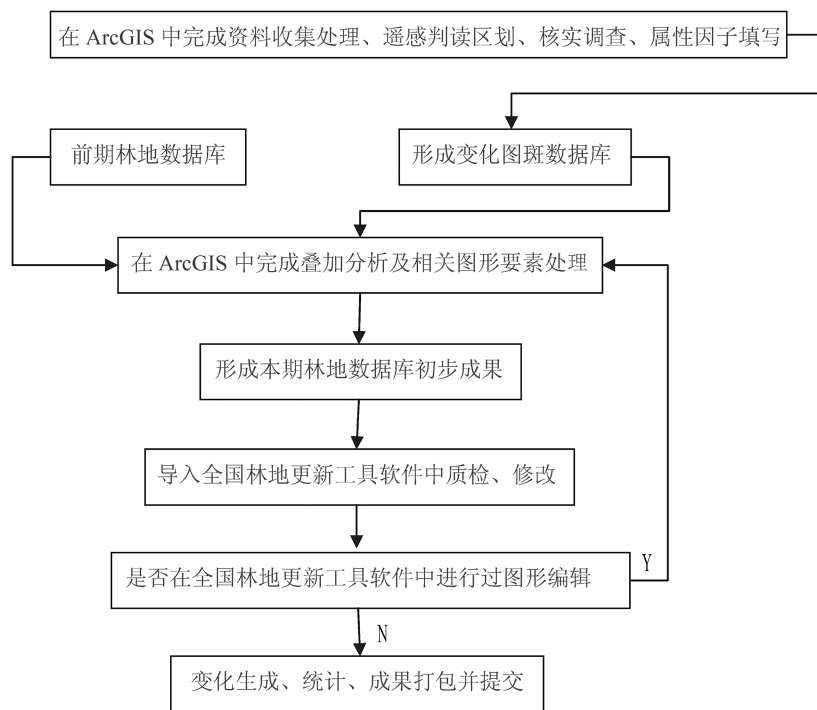 在 ArcGIS 中完成资料收集处理、遥感判读区划、核实调查、属性因子填写
前期林地数据库
形成变化图斑数据库
在 ArcGIS 中完成叠加分析及相关图形要素处理
形成本期林地数据库初步成果
导入全国林地更新工具软件中质检、修改
是否在全国林地更新工具软件中进行过图形编辑
Y
N
变化生成、统计、成果打包并提交